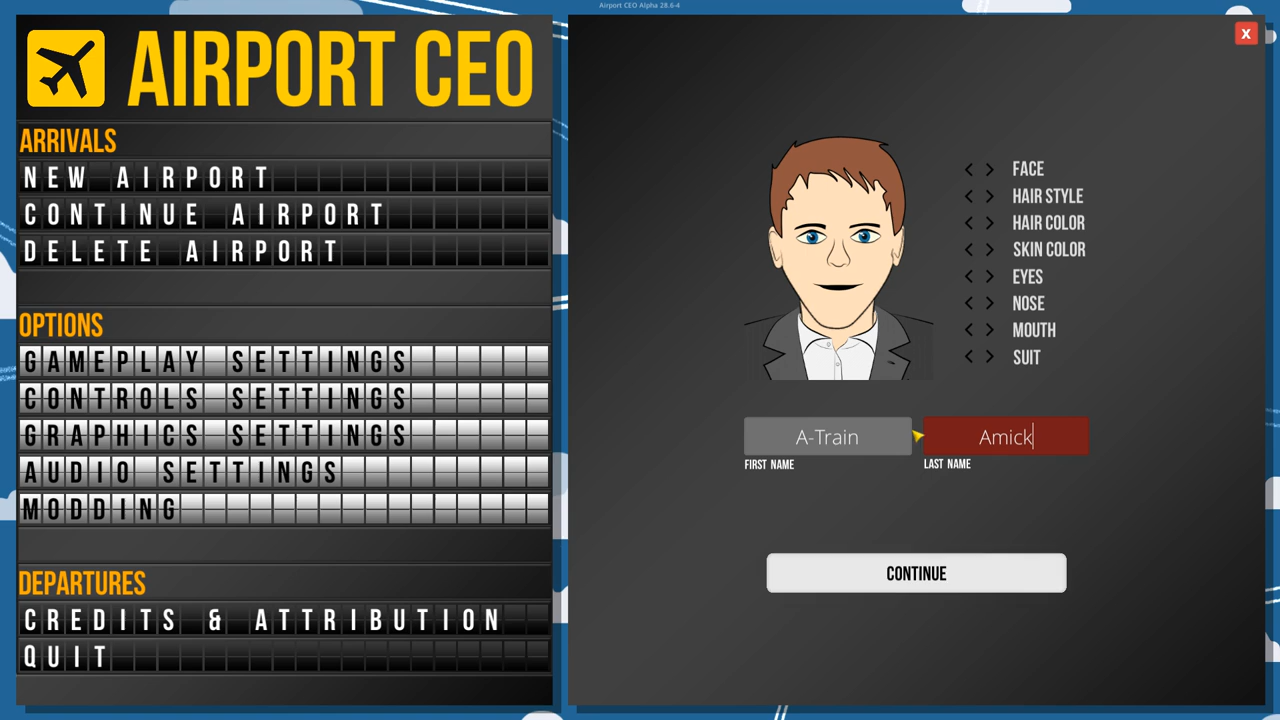 Airport CEO Alpha 28.6-4
AIRPORT CEO
ARRIVALS
NEW AIRPORT
CONTINUE AIRPORT
DELETE AIRPORT
OPTIONS
GAMEPLAY SETTINGS
CONTROLS SETTINGS
GRAPHICS SETTINGS
AUDIO SETTINGS
MODDING
DEPARTURES
CREDITS & ATTRIBUTION
QUIT
X
< > FACE
< > HAIR STYLE
< > HAIR COLOR
< > SKIN COLOR
< > EYES
< > NOSE
< > MOUTH
< > SUIT
A-Train Amick
FIRST NAME LAST NAME
CONTINUE